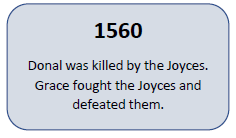 1560
Donal was killed by the Joyces.
Grace fought the Joyces and
defeated them.